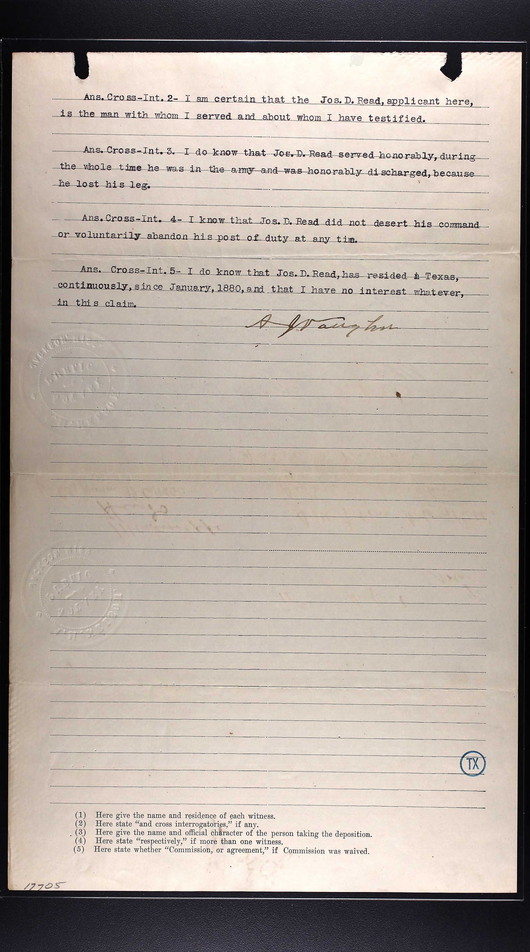 Ans. Cross-Int. 2- I am certain that the Jos. D. Read, applicant here,
is the man with whom I served and about whom I have testified.
Ans. Cross-Int. 3. I do know that Jos. D. Read served honorably, during
the whole time he was in the army and was honorably discharged, because
he lost his leg.
Ans. Cross-Int. 4- I know that Jos. D. Read did not desert his command
or voluntarily abandon his post of duty at any tim.
Ans. Cross-Int. 5- I do know that Jos. D. Read, has resided in Texas,
continuously, since January, 1880, and that I have no interest whatever,
in this claim.
A J Vaughn
TX
(1) Here give the name and residence of each witness.
(2) Here state "and cross interrogatories," if any.
(3) Here give the name and official character of the person taking the deposition.
(4) Here state "respectively," if more than one witness.
(5) Here state whether "Commission, or agreement," if Commission was waived.
17705